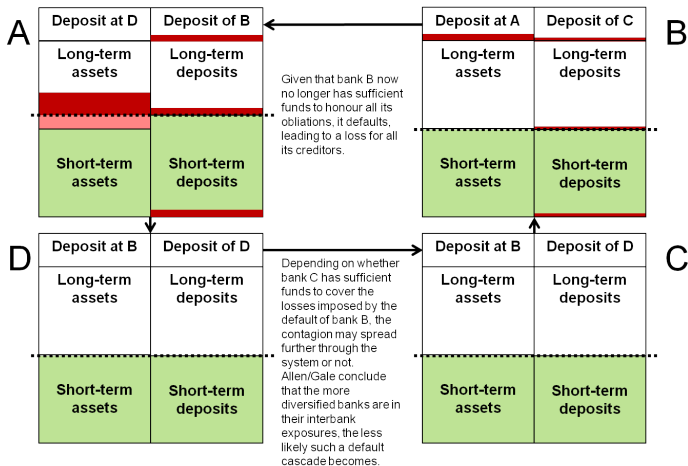 A
Deposit at D
Deposit of B
Long-term
assets
Long-term
deposits
Short-term
assets
Short-term
deposits
Given that bank B now
no longer has sufficient
funds to honour all its
obliations, it defaults,
leading to a loss for all
its creditors.
Deposit at A
Deposit of C
B
Long-term
assets
Long-term
deposits
Short-term
assets
Short-term
deposits
D
Deposit at B
Deposit of D
Long-term
assets
Long-term
deposits
Short-term
assets
Short-term
deposits
Depending on whether
bank C has sufficient
funds to cover the
losses imposed by the
default of bank B, the
contagion may spread
further through the
system or not.
Allen/Gale conclude
that the more
diversified banks are in
their interbank
exposures, the less
likely such a default
cascade becomes.
Deposit at B
Deposit of D
C
Long-term
assets
Long-term
deposits
Short-term
assets
Short-term
deposits